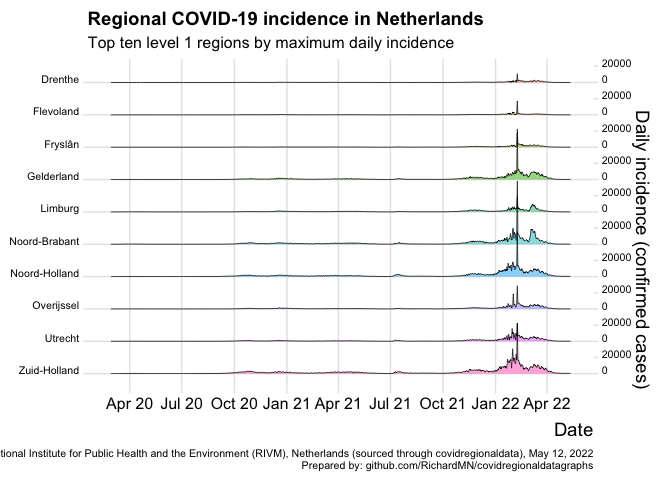 Regional COVID-19 incidence in Netherlands
Top ten level 1 regions by maximum daily incidence
Drenthe
Flevoland
Fryslân
Gelderland
Limburg
Noord-Brabant
Noord-Holland
Overijssel
Utrecht
Zuid-Holland
20000
0
20000
0
20000
0
20000
0
20000
0
20000
0
20000
0
20000
0
20000
0
20000
0
Daily incidence (confirmed cases)
Apr 20 Jul 20 Oct 20 Jan 21 Apr 21 Jul 21 Oct 21 Jan 22 Apr 22
Date
Institute for Public Health and the Environment (RIVM), Netherlands (sourced through covidregionaldata), May 12, 2022
Prepared by: github.com/RichardMN/covidregionaldatagraphs